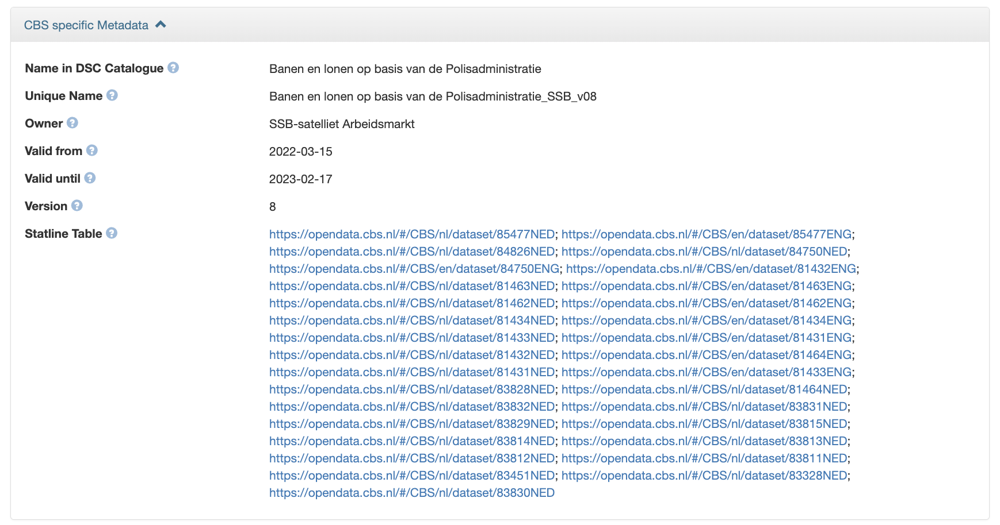 CBS specific Metadata
Name in DSC Catalogue
Banen en lonen op basis van de Polisadministratie
Unique Name
Banen en lonen op basis van de Polisadministratie_SSB_v08
Owner
SSB-satelliet Arbeidsmarkt
Valid from
2022-03-15
Valid until
2023-02-17
Version
8
Statline Table
https://opendata.cbs.nl/#/CBS/nl/dataset/85477NED; https://opendata.cbs.nl/#/CBS/en/dataset/85477ENG;
https://opendata.cbs.nl/#/CBS/nl/dataset/84826NED; https://opendata.cbs.nl/#/CBS/nl/dataset/84750NED;
https://opendata.cbs.nl/#/CBS/en/dataset/84750ENG; https://opendata.cbs.nl/#/CBS/en/dataset/81432ENG;
https://opendata.cbs.nl/#/CBS/nl/dataset/81463NED; https://opendata.cbs.nl/#/CBS/en/dataset/81463ENG;
https://opendata.cbs.nl/#/CBS/nl/dataset/81462NED; https://opendata.cbs.nl/#/CBS/en/dataset/81462ENG;
https://opendata.cbs.nl/#/CBS/nl/dataset/81434NED; https://opendata.cbs.nl/#/CBS/en/dataset/81434ENG;
https://opendata.cbs.nl/#/CBS/nl/dataset/81433NED; https://opendata.cbs.nl/#/CBS/en/dataset/81431ENG;
https://opendata.cbs.nl/#/CBS/nl/dataset/81432NED; https://opendata.cbs.nl/#/CBS/en/dataset/81464ENG;
https://opendata.cbs.nl/#/CBS/nl/dataset/81431NED; https://opendata.cbs.nl/#/CBS/en/dataset/81433ENG;
https://opendata.cbs.nl/#/CBS/nl/dataset/83828NED; https://opendata.cbs.nl/#/CBS/nl/dataset/81464NED;
https://opendata.cbs.nl/#/CBS/nl/dataset/83832NED; https://opendata.cbs.nl/#/CBS/nl/dataset/83831NED;
https://opendata.cbs.nl/#/CBS/nl/dataset/83829NED; https://opendata.cbs.nl/#/CBS/nl/dataset/83815NED;
https://opendata.cbs.nl/#/CBS/nl/dataset/83814NED; https://opendata.cbs.nl/#/CBS/nl/dataset/83813NED;
https://opendata.cbs.nl/#/CBS/nl/dataset/83812NED; https://opendata.cbs.nl/#/CBS/nl/dataset/83811NED;
https://opendata.cbs.nl/#/CBS/nl/dataset/83451NED; https://opendata.cbs.nl/#/CBS/nl/dataset/83328NED;
https://opendata.cbs.nl/#/CBS/nl/dataset/83830NED